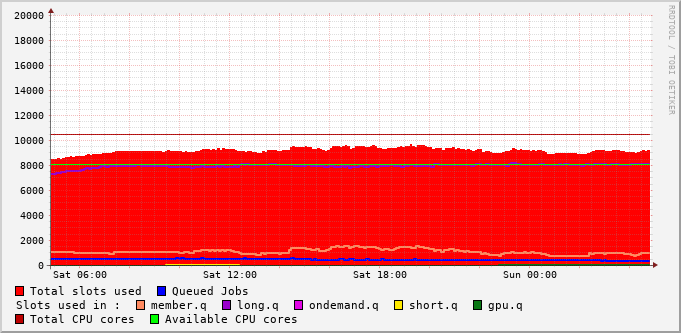 RRDTOOL / TOBI OETIKER
20000
18000
16000
14000
12000
10000
8000
6000
4000
2000
0
Sat 06:00 Sat 12:00 Sat 18:00 Sun 00:00
Total slots used Queued Jobs
Slots used in : member.q long.q ondemand.q short.q gpu.q
Total CPU cores Available CPU cores